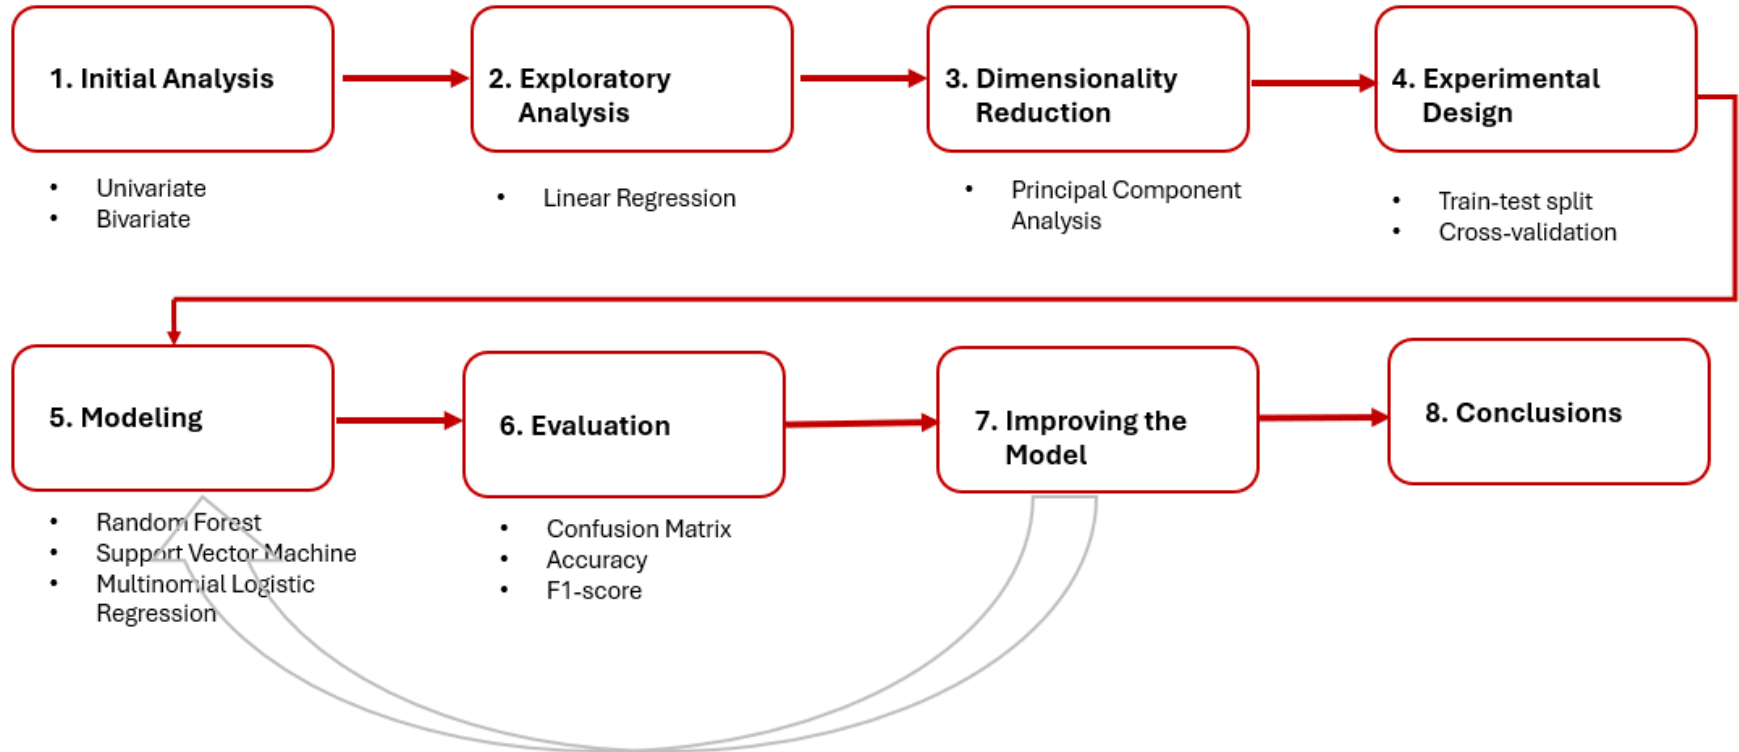 1. Initial Analysis
• Univariate
• Bivariate
2. Exploratory
Analysis
• Linear Regression
3. Dimensionality
Reduction
• Principal Component
Analysis
4. Experimental
Design
• Train-test split
• Cross-validation
5. Modeling
• Random Forest
• Support Vector Machine
• Multinomial Logistic
Regression
6. Evaluation
• Confusion Matrix
• Accuracy
• F1-score
7. Improving the
Model
8. Conclusions